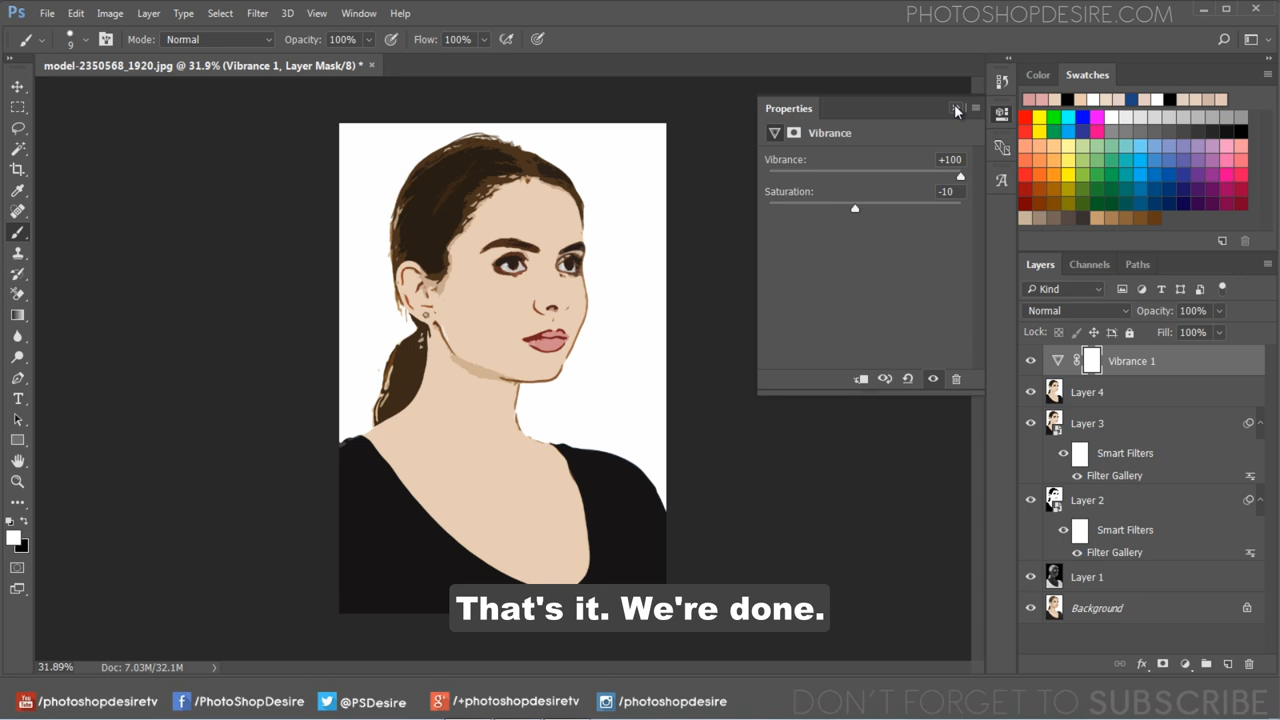 PHOTOSHOPDESIRE.COM
Ps File Edit Image Layer Type Select Filter 3D View Window Help
9 Mode: Normal Opacity: 100% Flow: 100%
model-2350568_1920.jpg @ 31.9% (Vibrance 1, Layer Mask/8) * ×
Color Swatches
Properties
Vibrance
Vibrance: +100
Saturation: -10
A
Layers Channels Paths
Kind
Normal Opacity: 100%
Lock: Fill: 100%
Vibrance 1
Layer 4
Layer 3
Smart Filters
Filter Gallery
Layer 2
Smart Filters
Filter Gallery
Layer 1
Background
fx
That's it. We're done.
31.89% Doc: 7.03M/32.1M
You Tube /photoshopdesiretv f /PhotoShopDesire @PSDesire g+ /+photoshopdesiretv /photoshopdesire
DON'T FORGET TO SUBSCRIBE